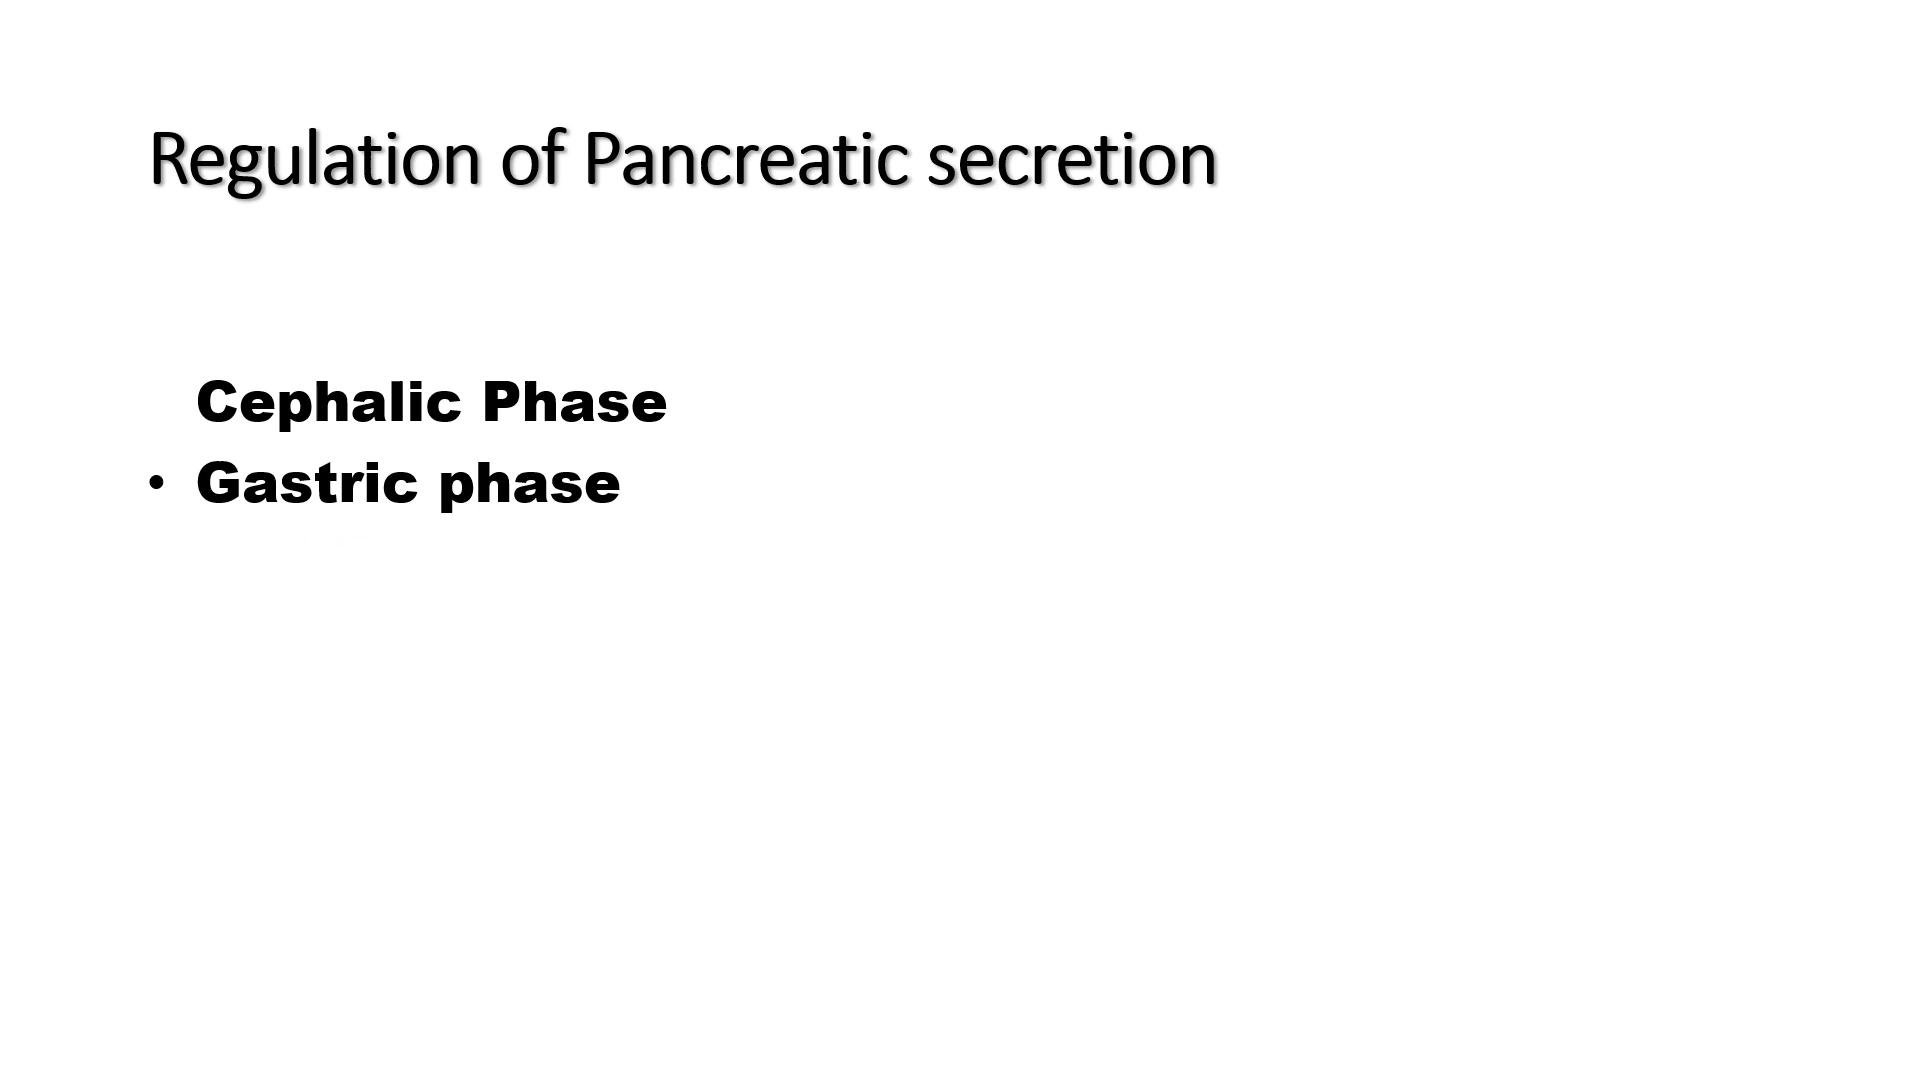 Regulation of Pancreatic secretion
Cephalic Phase
• Gastric phase